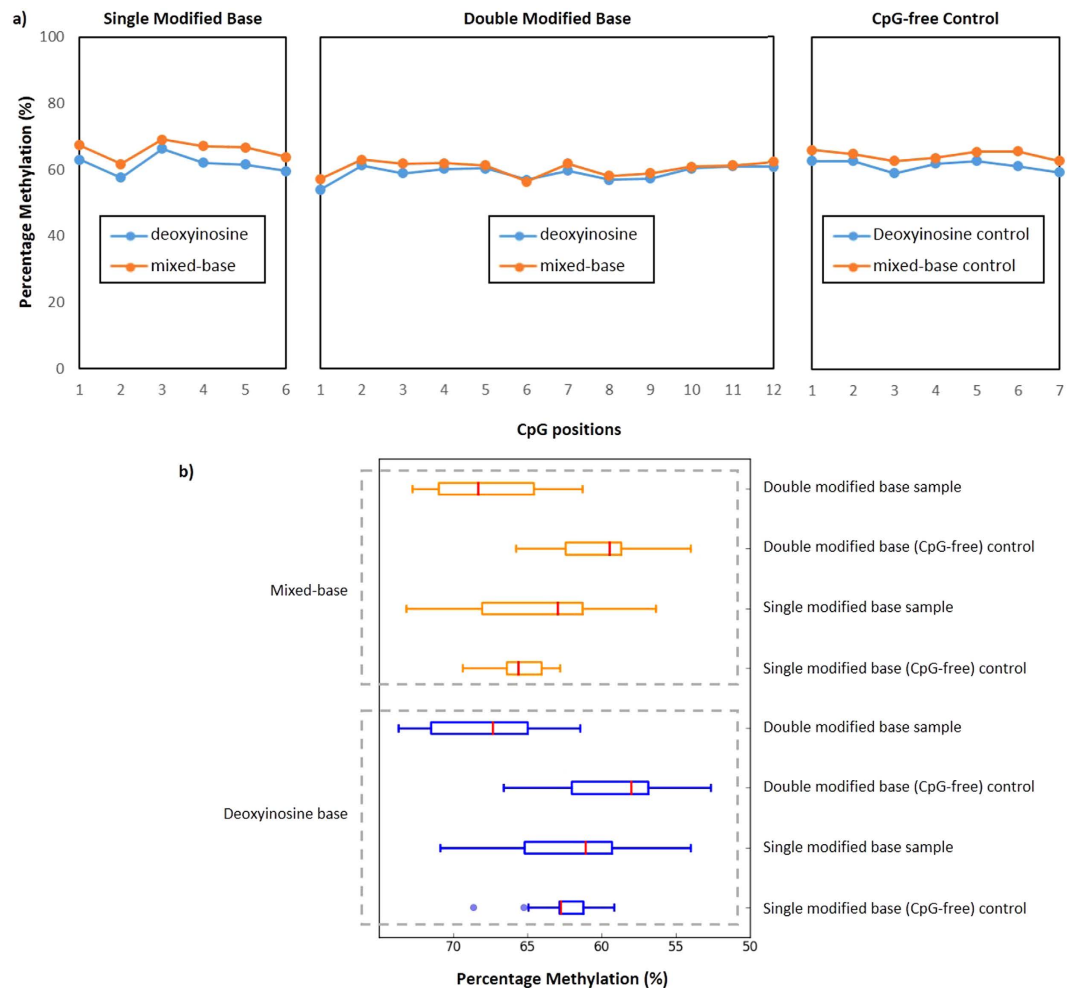 a)
Single Modified Base
Double Modified Base
CpG-free Control
Percentage Methylation (%)
100
80
60
40
20
0
deoxyinosine
mixed-base
deoxyinosine
mixed-base
Deoxyinosine control
mixed-base control
1 2 3 4 5 6
1 2 3 4 5 6 7 8 9 10 11 12
1 2 3 4 5 6 7
CpG positions
b)
Mixed-base
Double modified base sample
Double modified base (CpG-free) control
Single modified base sample
Single modified base (CpG-free) control
Deoxyinosine base
Double modified base sample
Double modified base (CpG-free) control
Single modified base sample
Single modified base (CpG-free) control
70 65 60 55 50
Percentage Methylation (%)